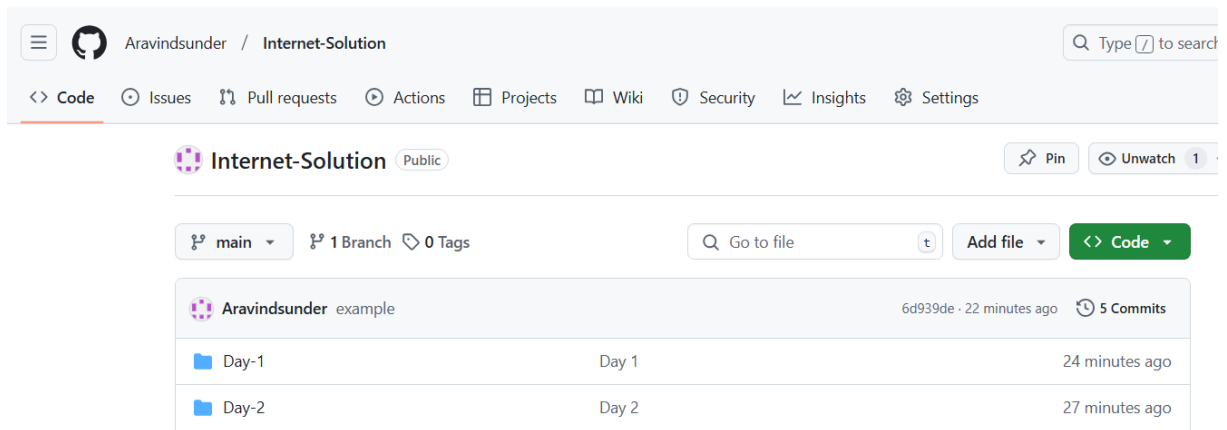 Aravindsunder / Internet-Solution Type / to search
Code Issues Pull requests Actions Projects Wiki Security Insights Settings
Internet-Solution Public Pin Unwatch 1
main 1 Branch 0 Tags Go to file t Add file Code
Aravindsunder example 6d939de · 22 minutes ago 5 Commits
Day-1 Day 1 24 minutes ago
Day-2 Day 2 27 minutes ago